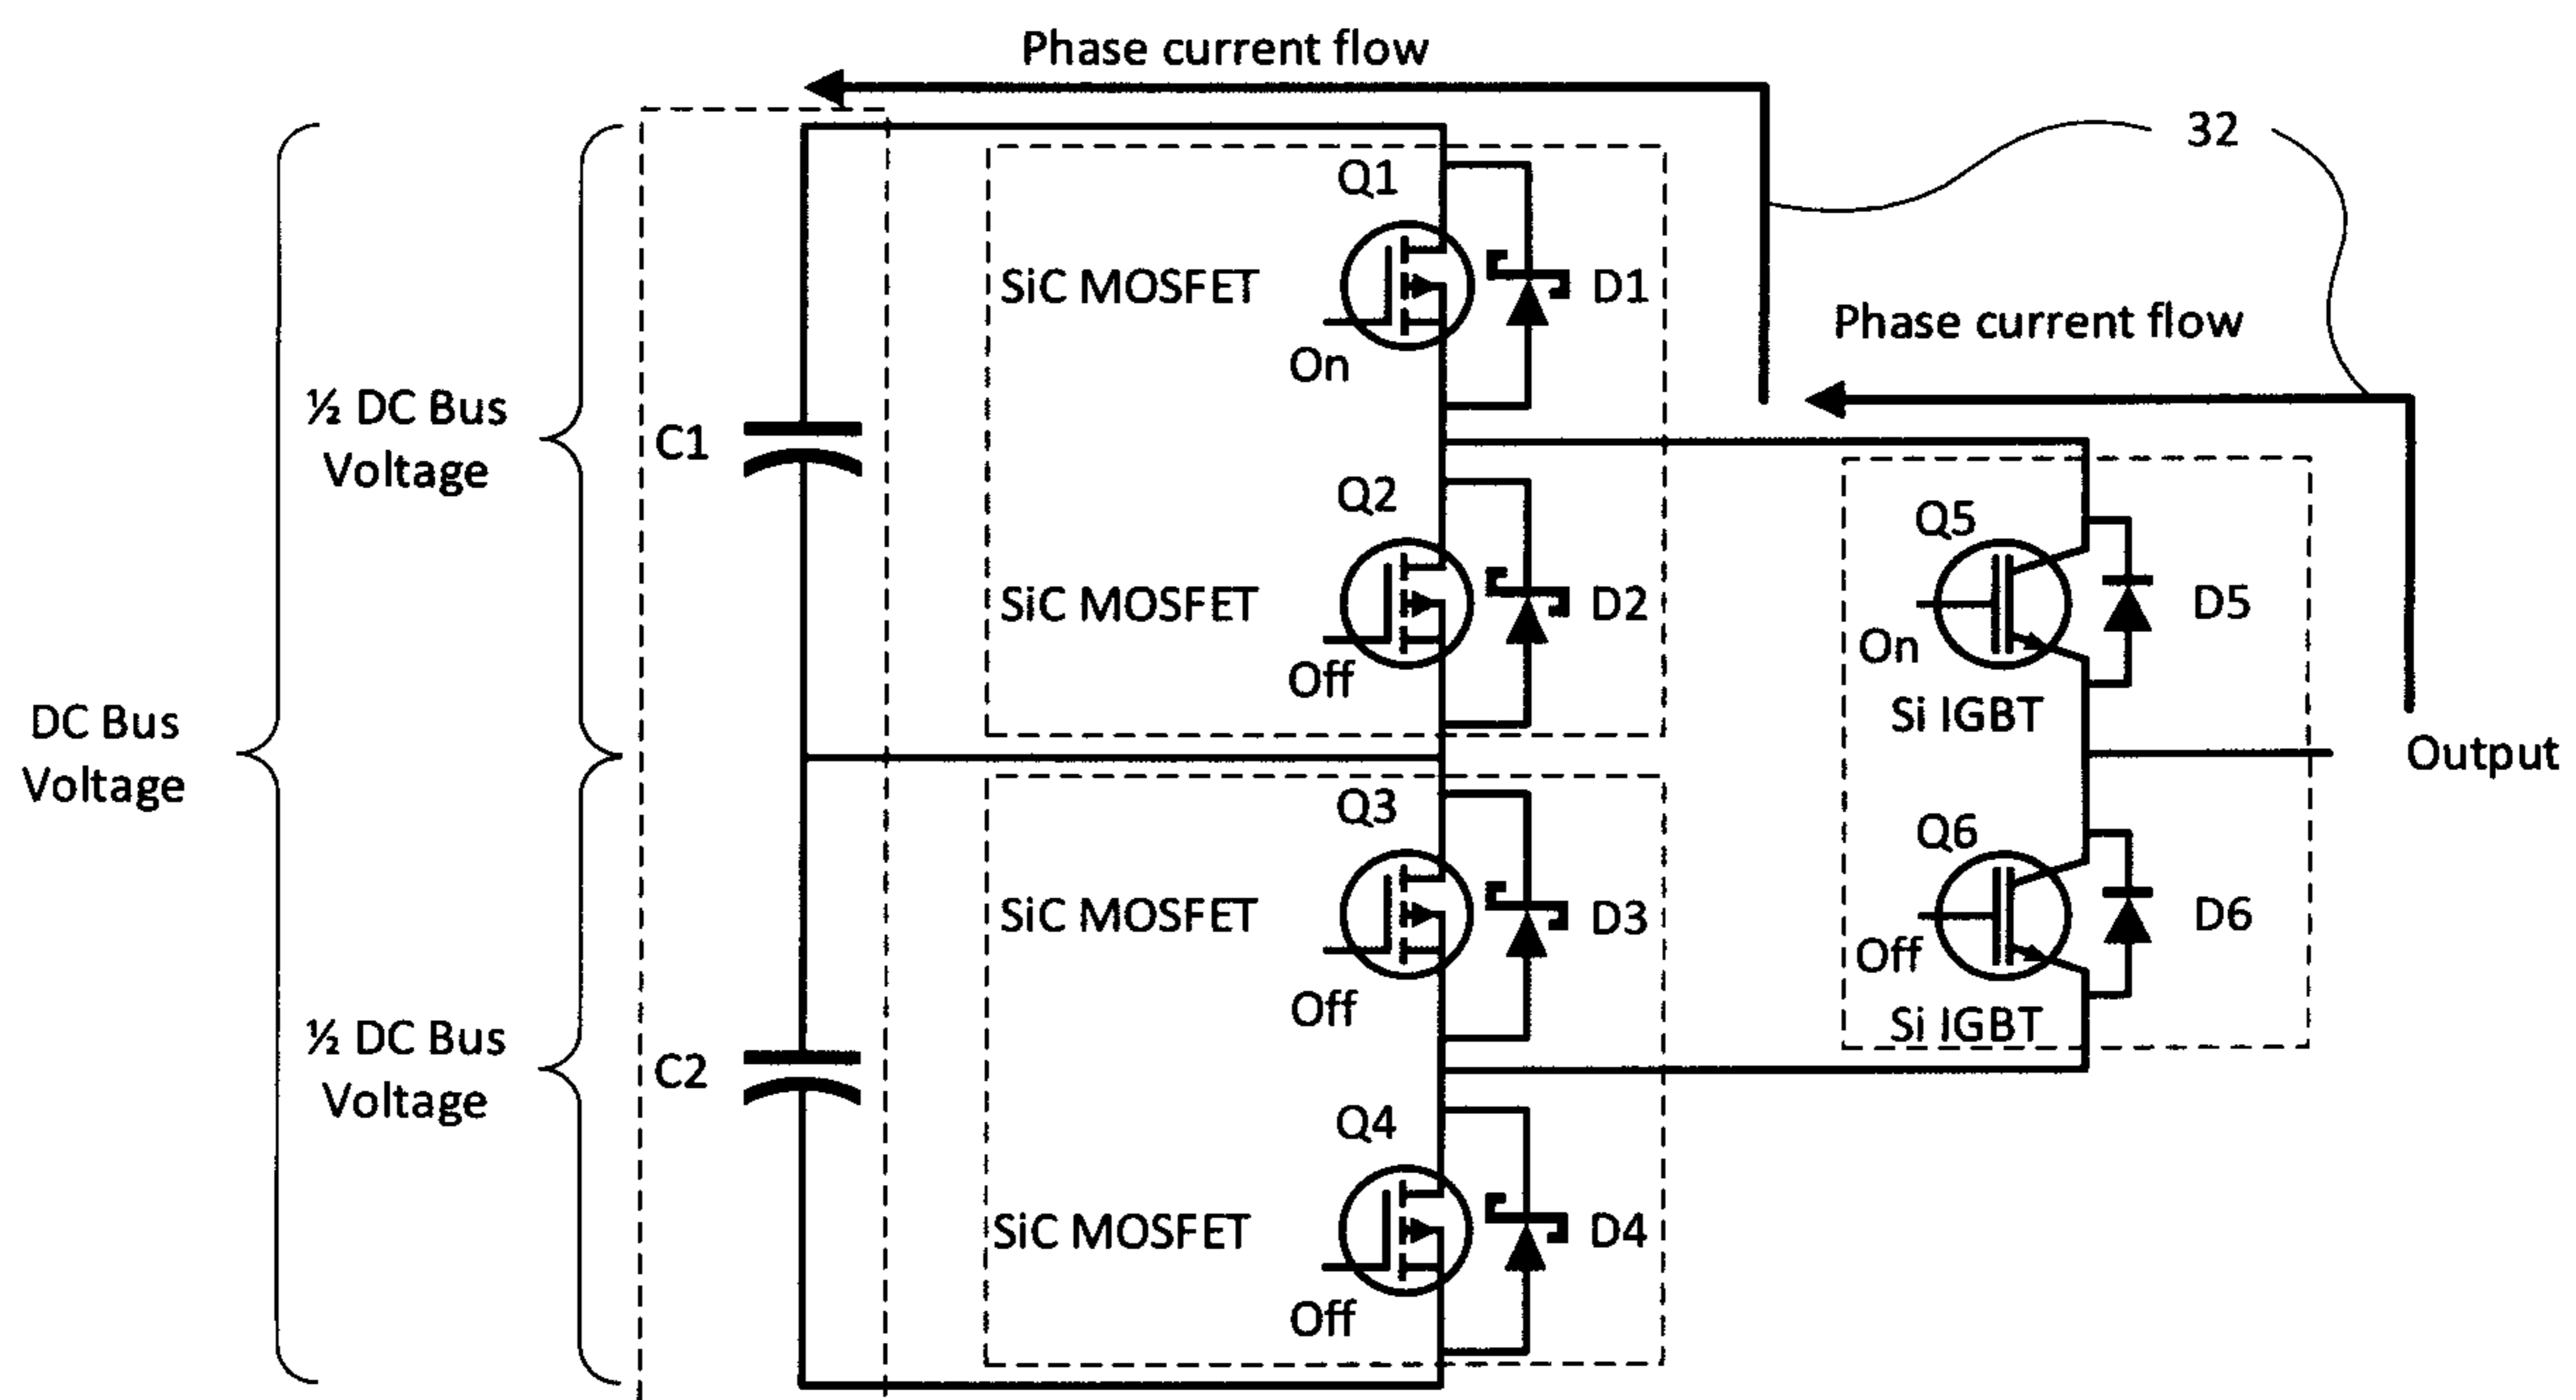 Phase current flow
32
Q1
SiC MOSFET
D1
On
Phase current flow
½ DC Bus
Voltage
C1
Q2
SiC MOSFET
D2
Off
Q5
D5
On
Si IGBT
DC Bus
Voltage
Output
Q3
SiC MOSFET
D3
Off
Q6
D6
Off
Si IGBT
½ DC Bus
Voltage
C2
Q4
SiC MOSFET
D4
Off